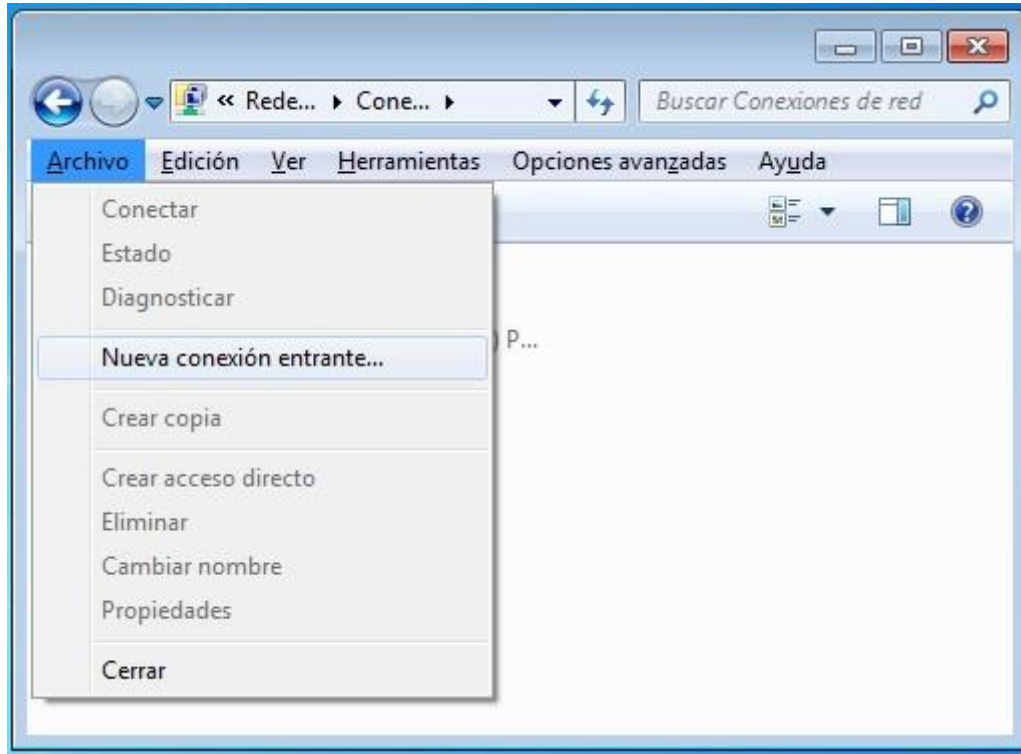 « Rede... Cone... Buscar Conexiones de red
Archivo Edición Ver Herramientas Opciones avanzadas Ayuda
Conectar
Estado
Diagnosticar
) P...
Nueva conexión entrante...
Crear copia
Crear acceso directo
Eliminar
Cambiar nombre
Propiedades
Cerrar